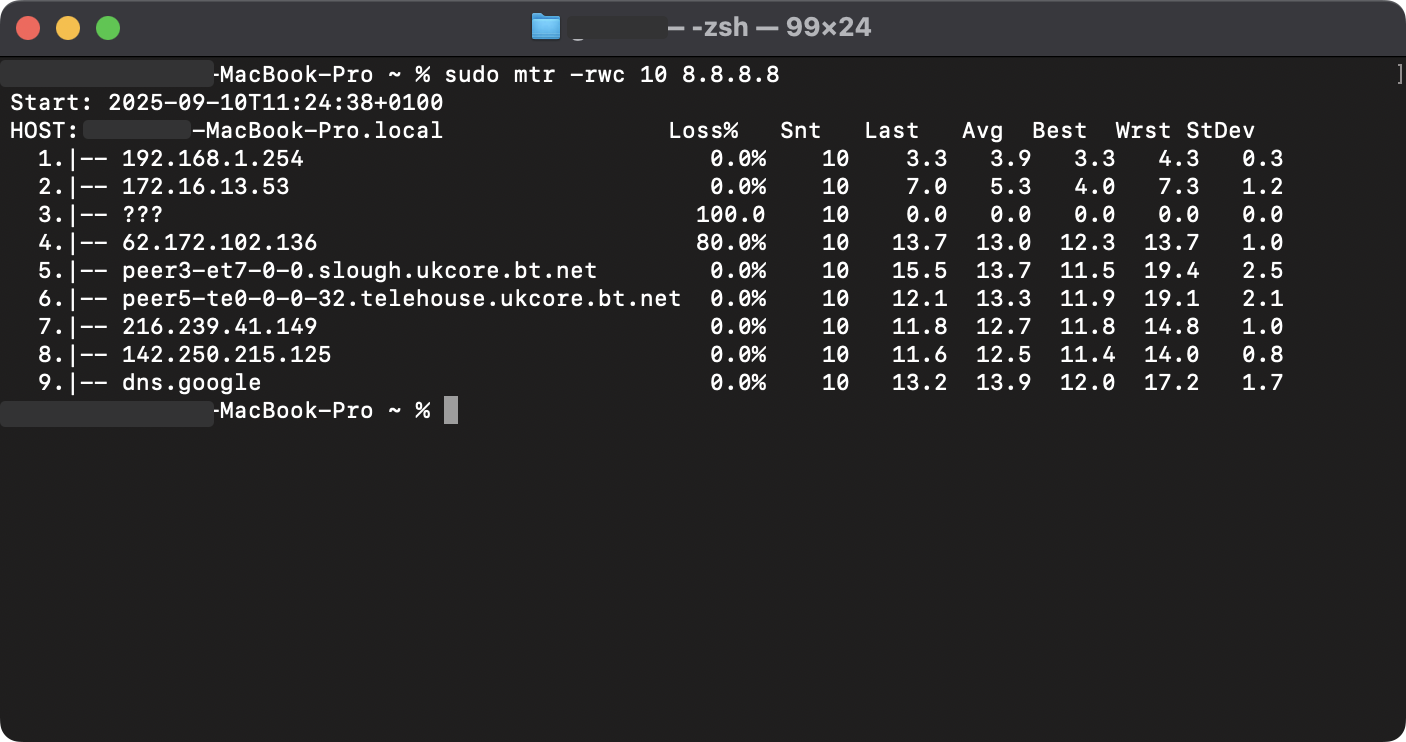 — -zsh — 99×24
-MacBook-Pro ~ % sudo mtr -rwc 10 8.8.8.8 ]
Start: 2025-09-10T11:24:38+0100
HOST: -MacBook-Pro.local Loss% Snt Last Avg Best Wrst StDev
1.|-- 192.168.1.254 0.0% 10 3.3 3.9 3.3 4.3 0.3
2.|-- 172.16.13.53 0.0% 10 7.0 5.3 4.0 7.3 1.2
3.|-- ??? 100.0 10 0.0 0.0 0.0 0.0 0.0
4.|-- 62.172.102.136 80.0% 10 13.7 13.0 12.3 13.7 1.0
5.|-- peer3-et7-0-0.slough.ukcore.bt.net 0.0% 10 15.5 13.7 11.5 19.4 2.5
6.|-- peer5-te0-0-0-32.telehouse.ukcore.bt.net 0.0% 10 12.1 13.3 11.9 19.1 2.1
7.|-- 216.239.41.149 0.0% 10 11.8 12.7 11.8 14.8 1.0
8.|-- 142.250.215.125 0.0% 10 11.6 12.5 11.4 14.0 0.8
9.|-- dns.google 0.0% 10 13.2 13.9 12.0 17.2 1.7
-MacBook-Pro ~ %